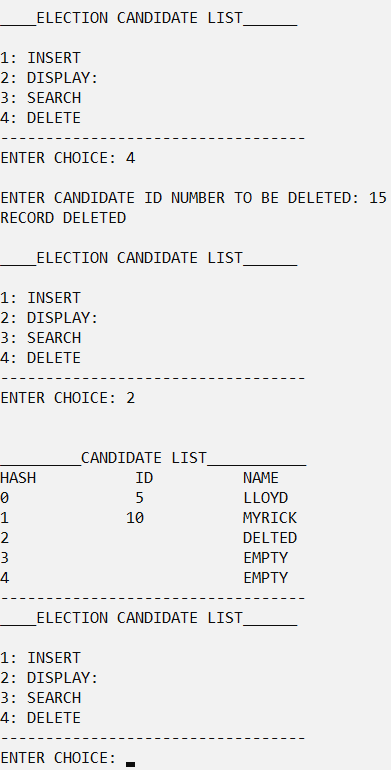 ____ELECTION CANDIDATE LIST______
1: INSERT
2: DISPLAY:
3: SEARCH
4: DELETE
----------------------------------
ENTER CHOICE: 4
ENTER CANDIDATE ID NUMBER TO BE DELETED: 15
RECORD DELETED
____ELECTION CANDIDATE LIST______
1: INSERT
2: DISPLAY:
3: SEARCH
4: DELETE
----------------------------------
ENTER CHOICE: 2
_________CANDIDATE LIST___________
HASH ID NAME
0 5 LLOYD
1 10 MYRICK
2 DELTED
3 EMPTY
4 EMPTY
----------------------------------
____ELECTION CANDIDATE LIST______
1: INSERT
2: DISPLAY:
3: SEARCH
4: DELETE
----------------------------------
ENTER CHOICE: